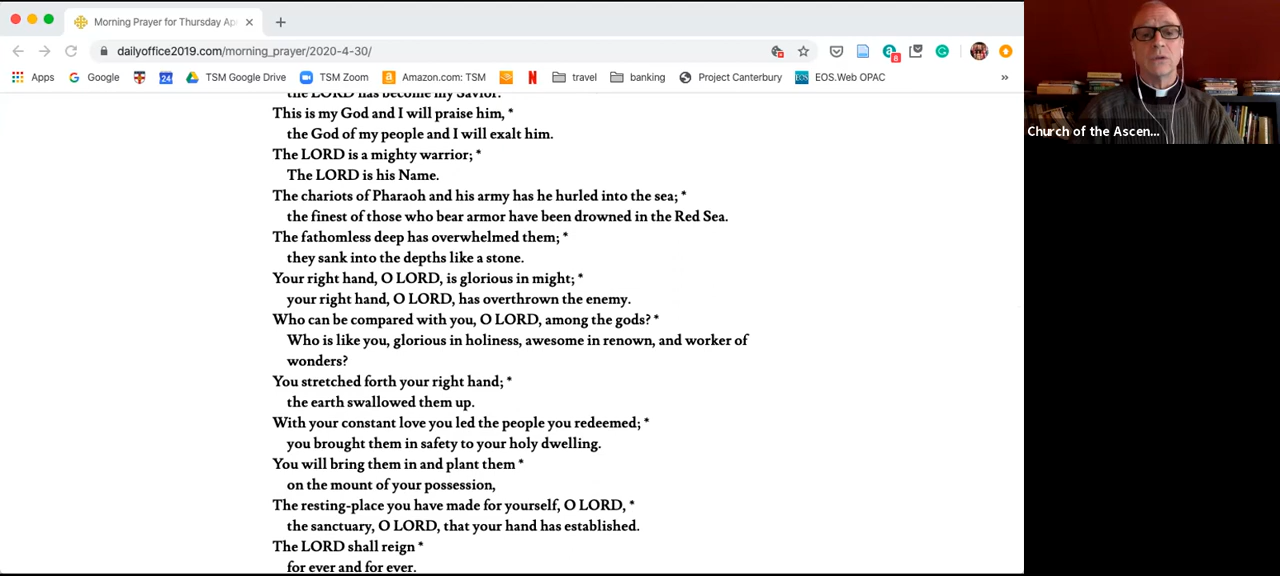 Morning Prayer for Thursday Ap
dailyoffice2019.com/morning_prayer/2020-4-30/
Apps
Google
24
TSM Google Drive
TSM Zoom
Amazon.com: TSM
travel
banking
Project Canterbury
EOS
EOS.Web OPAC
»
the LORD has become my Savior.
This is my God and I will praise him, *
the God of my people and I will exalt him.
The LORD is a mighty warrior; *
The LORD is his Name.
The chariots of Pharaoh and his army has he hurled into the sea; *
the finest of those who bear armor have been drowned in the Red Sea.
The fathomless deep has overwhelmed them; *
they sank into the depths like a stone.
Your right hand, O LORD, is glorious in might; *
your right hand, O LORD, has overthrown the enemy.
Who can be compared with you, O LORD, among the gods? *
Who is like you, glorious in holiness, awesome in renown, and worker of
wonders?
You stretched forth your right hand; *
the earth swallowed them up.
With your constant love you led the people you redeemed; *
you brought them in safety to your holy dwelling.
You will bring them in and plant them *
on the mount of your possession,
The resting-place you have made for yourself, O LORD, *
the sanctuary, O LORD, that your hand has established.
The LORD shall reign *
for ever and for ever.
Church of the Ascen...